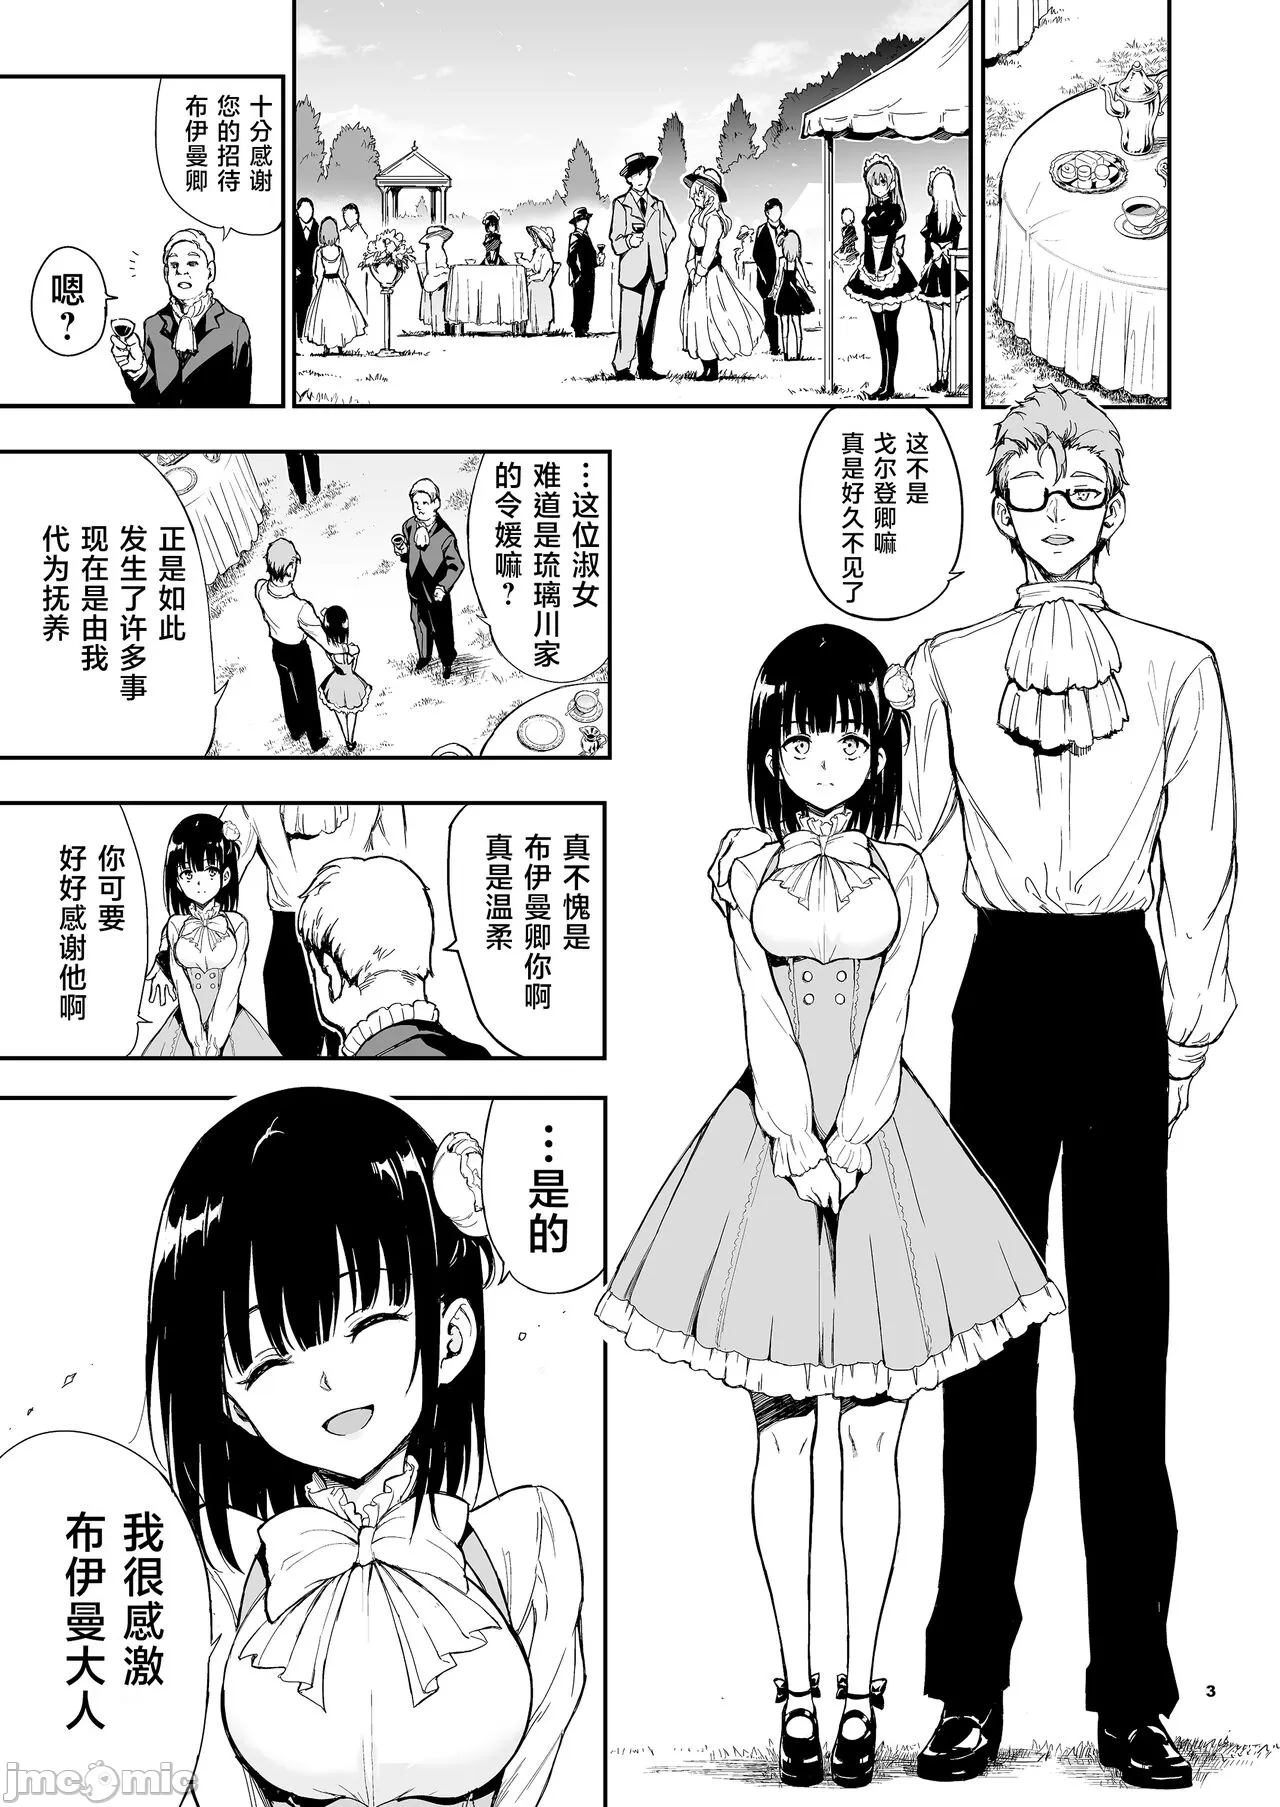 这不是
戈尔登卿嘛
真是好久不见了
十分感谢
您的招待
布伊曼卿
嗯？
…这位淑女
难道是琉璃川家
的令媛嘛？
正是如此
发生了许多事
现在是由我
代为抚养
真不愧是
布伊曼卿你啊
真是温柔
你可要
好好感谢他啊
…是的
我很感激
布伊曼大人
3
jmcomic